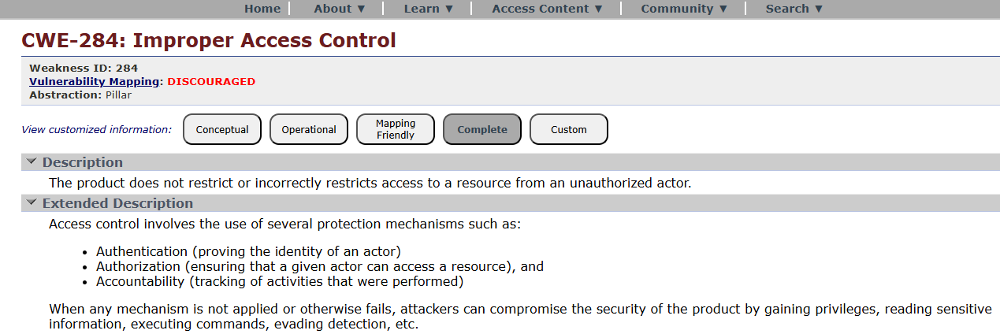 Home About ▼ Learn ▼ Access Content ▼ Community ▼ Search ▼
CWE-284: Improper Access Control
Weakness ID: 284
Vulnerability Mapping: DISCOURAGED
Abstraction: Pillar
View customized information: Conceptual Operational Mapping Friendly Complete Custom
Description
The product does not restrict or incorrectly restricts access to a resource from an unauthorized actor.
Extended Description
Access control involves the use of several protection mechanisms such as:
• Authentication (proving the identity of an actor)
• Authorization (ensuring that a given actor can access a resource), and
• Accountability (tracking of activities that were performed)
When any mechanism is not applied or otherwise fails, attackers can compromise the security of the product by gaining privileges, reading sensitive
information, executing commands, evading detection, etc.